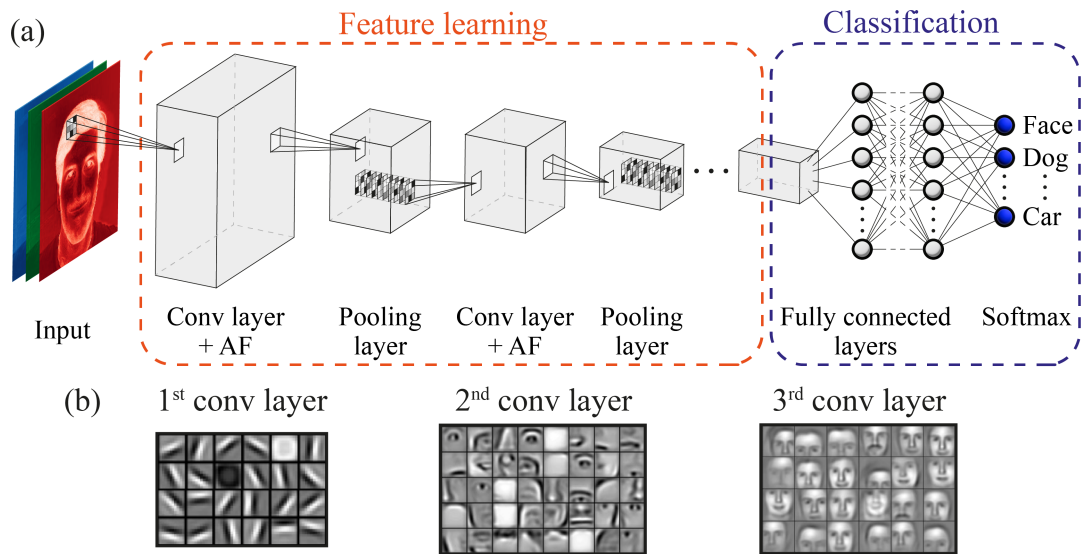 (a)
Feature learning
Classification
Face
Dog
Car
Input
Conv layer
+ AF
Pooling
layer
Conv layer
+ AF
Pooling
layer
Fully connected
layers
Softmax
(b)
1st conv layer
2nd conv layer
3rd conv layer